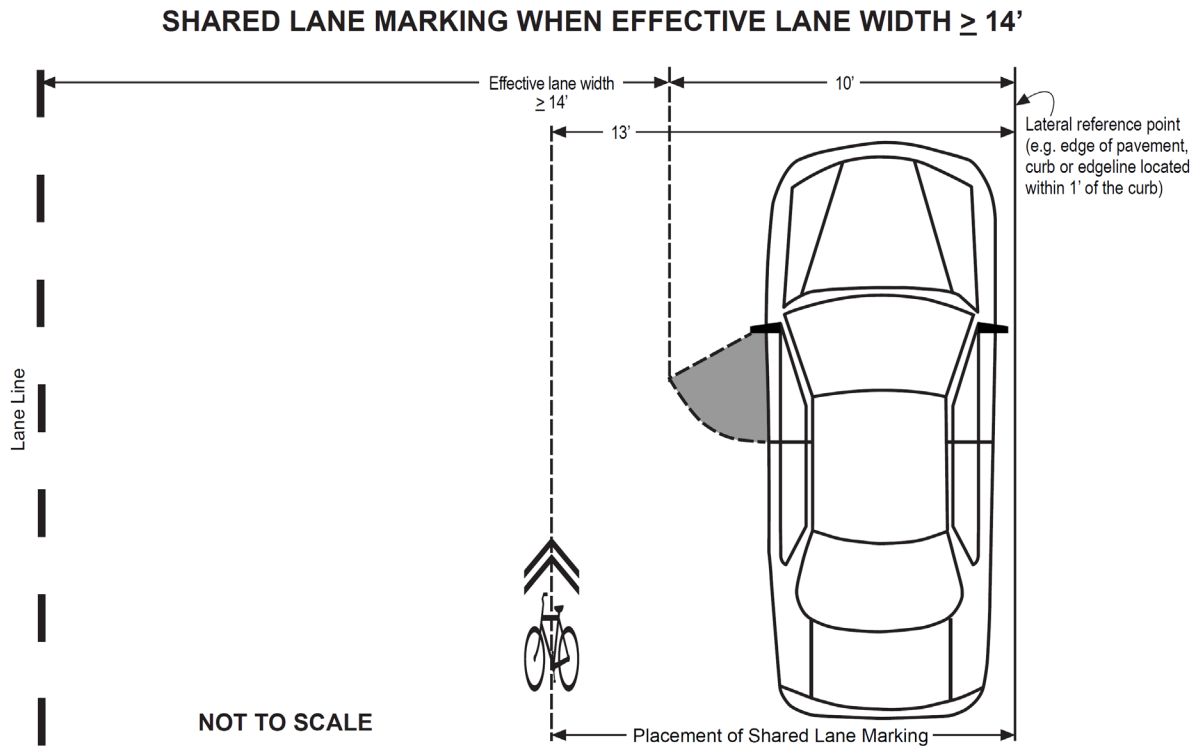 SHARED LANE MARKING WHEN EFFECTIVE LANE WIDTH ≥ 14’
Effective lane width
≥ 14’
10’
13’
Lateral reference point
(e.g. edge of pavement,
curb or edgeline located
within 1’ of the curb)
Lane Line
NOT TO SCALE
Placement of Shared Lane Marking